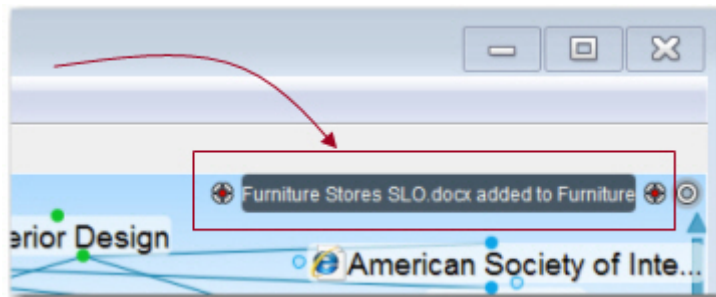 Furniture Stores SLO.docx added to Furniture
erior Design
American Society of Inte...